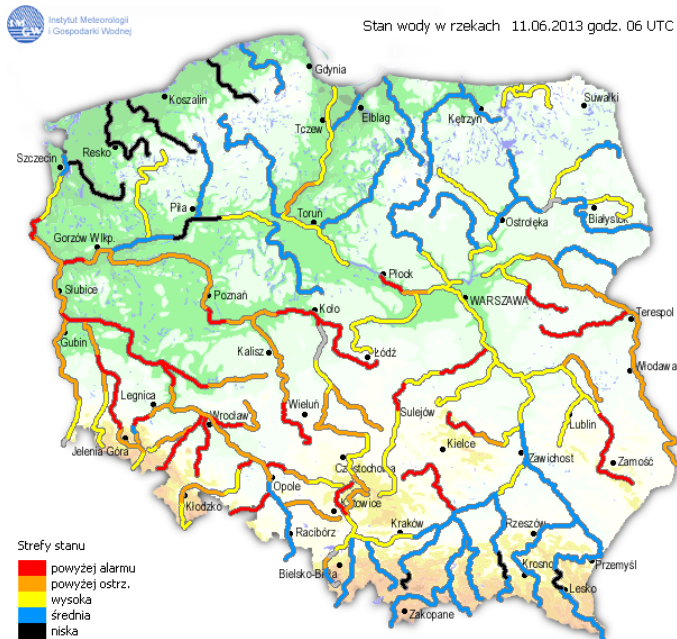 IMGW
Instytut Meteorologii
i Gospodarki Wodnej
Stan wody w rzekach 11.06.2013 godz. 06 UTC
Gdynia
Koszalin
Suwałki
Tczew
Elbląg
Kętrzyn
Resko
Szczecin
Piła
Toruń
Ostrołęka
Białystok
Gorzów Wlkp.
Płock
Słubice
Poznań
Koło
WARSZAWA
Terespol
Gubin
Kalisz
Łódź
Włodawa
Legnica
Wieluń
Sulejów
Wrocław
Lublin
Jelenia Góra
Kielce
Zawichost
Zamość
Częstochowa
Opole
Kłodzko
Katowice
Racibórz
Kraków
Rzeszów
Bielsko-Biała
Krosno
Przemyśl
Lesko
Zakopane
Strefy stanu
powyżej alarmu
powyżej ostrz.
wysoka
średnia
niska